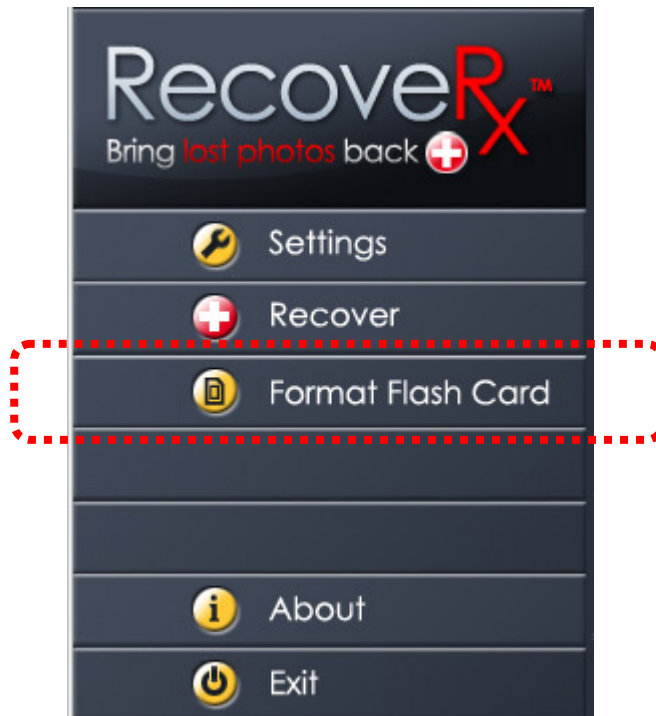 RecoveRx™
Bring lost photos back
Settings
Recover
Format Flash Card
About
Exit